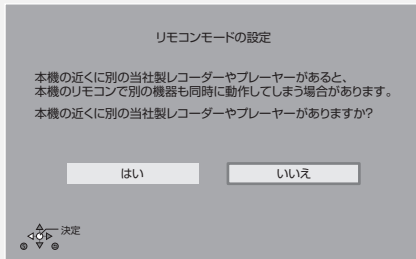 リモコンモードの設定
本機の近くに別の当社製レコーダーやプレーヤーがあると、
本機のリモコンで別の機器も同時に動作してしまう場合があります。
本機の近くに別の当社製レコーダーやプレーヤーがありますか?
はい
いいえ
決定